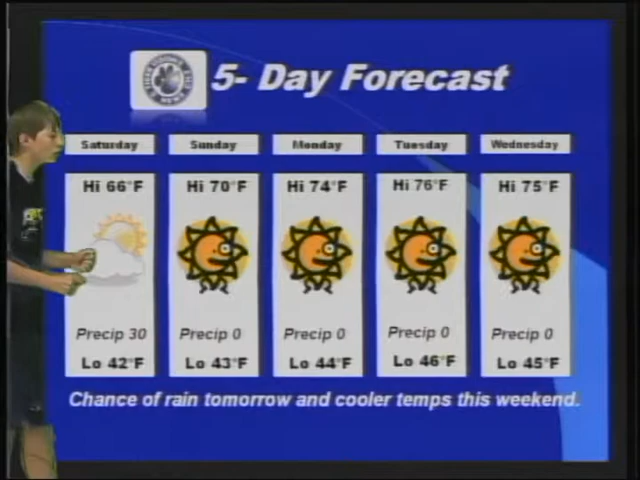 5- Day Forecast
Saturday Sunday Monday Tuesday Wednesday
Hi 66°F Hi 70°F Hi 74°F Hi 76°F Hi 75°F
Precip 30 Precip 0 Precip 0 Precip 0 Precip 0
Lo 42°F Lo 43°F Lo 44°F Lo 46°F Lo 45°F
Chance of rain tomorrow and cooler temps this weekend.